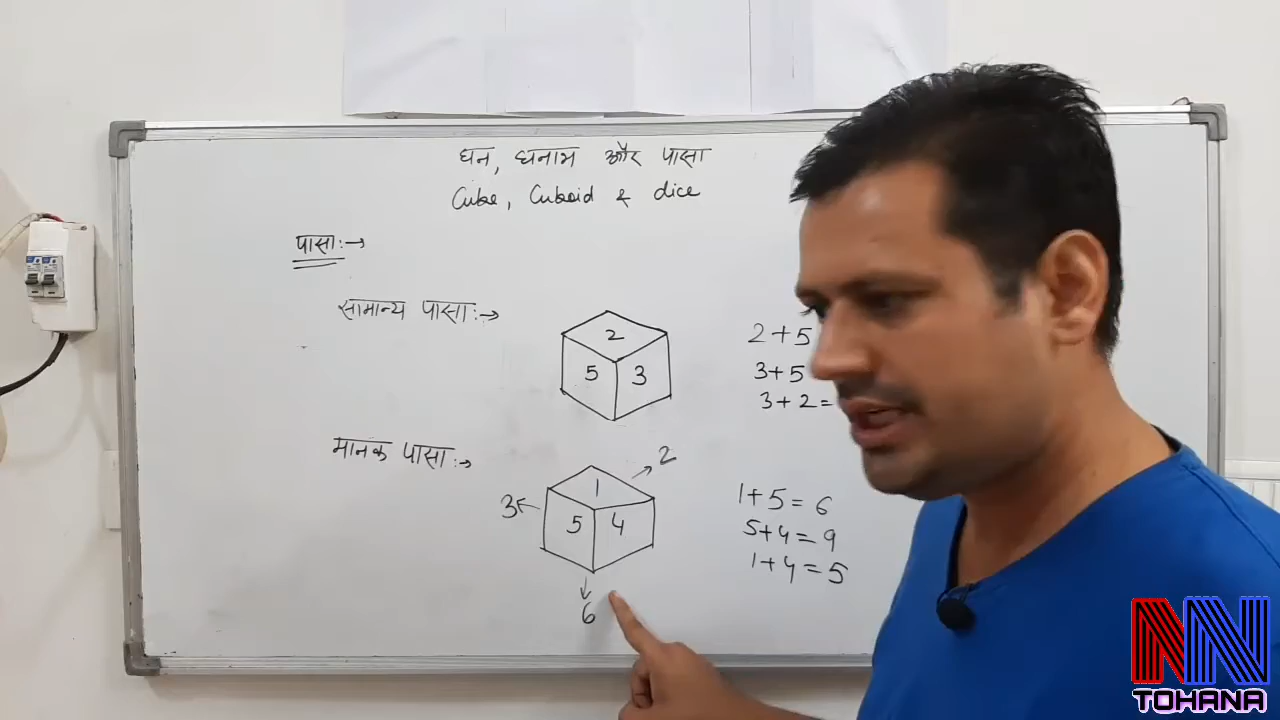 घन, घनाभ और पासा
Cube, Cuboid & dice
पासाः→
सामान्य पासाः→
2
5 3
2+5
3+5
3+2=
मानक पासाः→
2
3
1
5 4
6
1+5=6
5+4=9
1+4=5
NN
TOHANA